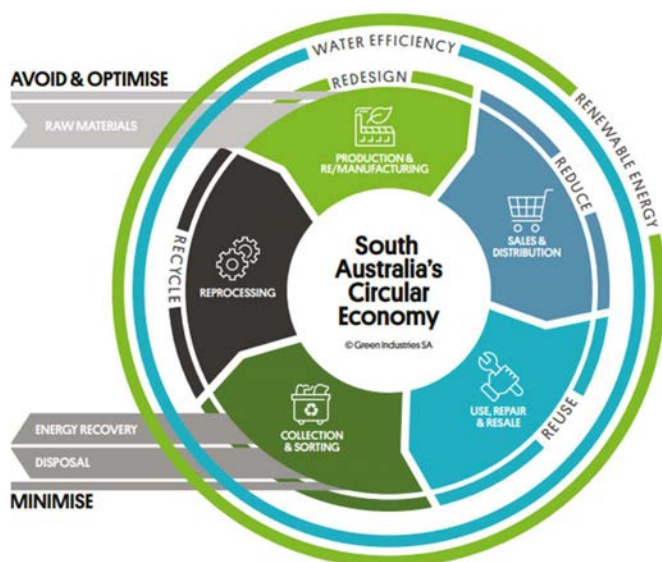 WATER EFFICIENCY
AVOID & OPTIMISE
REDESIGN
RENEWABLE ENERGY
RAW MATERIALS
PRODUCTION &
RE/MANUFACTURING
REDUCE
RECYCLE
SALES &
DISTRIBUTION
South
Australia's
Circular
Economy
© Green Industries SA
REPROCESSING
USE, REPAIR
& RESALE
REUSE
COLLECTION
& SORTING
ENERGY RECOVERY
DISPOSAL
MINIMISE